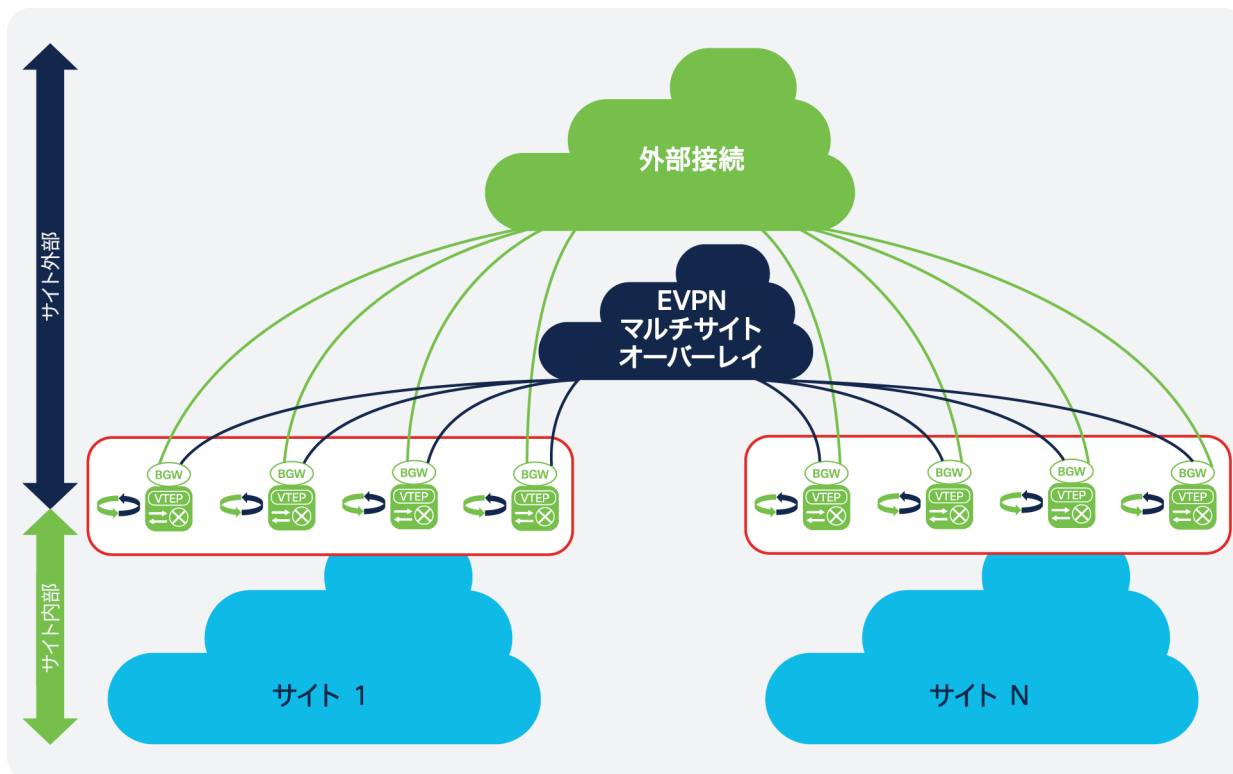 外部接続
サイト外部
EVPN
マルチサイト
オーバーレイ
BGW
BGW
BGW
BGW
BGW
BGW
BGW
BGW
VTEP
VTEP
VTEP
VTEP
VTEP
VTEP
VTEP
VTEP
サイト内部
サイト 1
サイト N